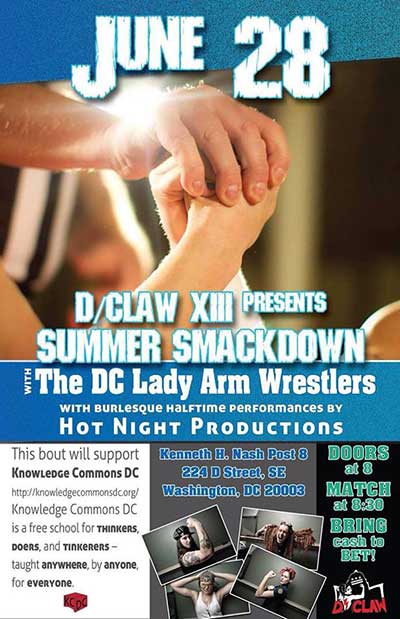 JUNE 28
D/CLAW XIII PRESENTS
SUMMER SMACKDOWN
WITH The DC Lady Arm Wrestlers
WITH BURLESQUE HALFTIME PERFORMANCES BY
HOT NIGHT PRODUCTIONS
This bout will support
KNOWLEDGE COMMONS DC
http://knowledgecommonsdc.org/
Knowledge Commons DC
is a free school for THINKERS,
DOERS, and TINKERERS –
taught ANYWHERE, by ANYONE,
for EVERYONE.
KCDC
Kenneth H. Nash Post 8
224 D Street, SE
Washington, DC 20003
DOORS
at 8
MATCH
at 8:30
BRING
cash to
BET!
DC CLAW